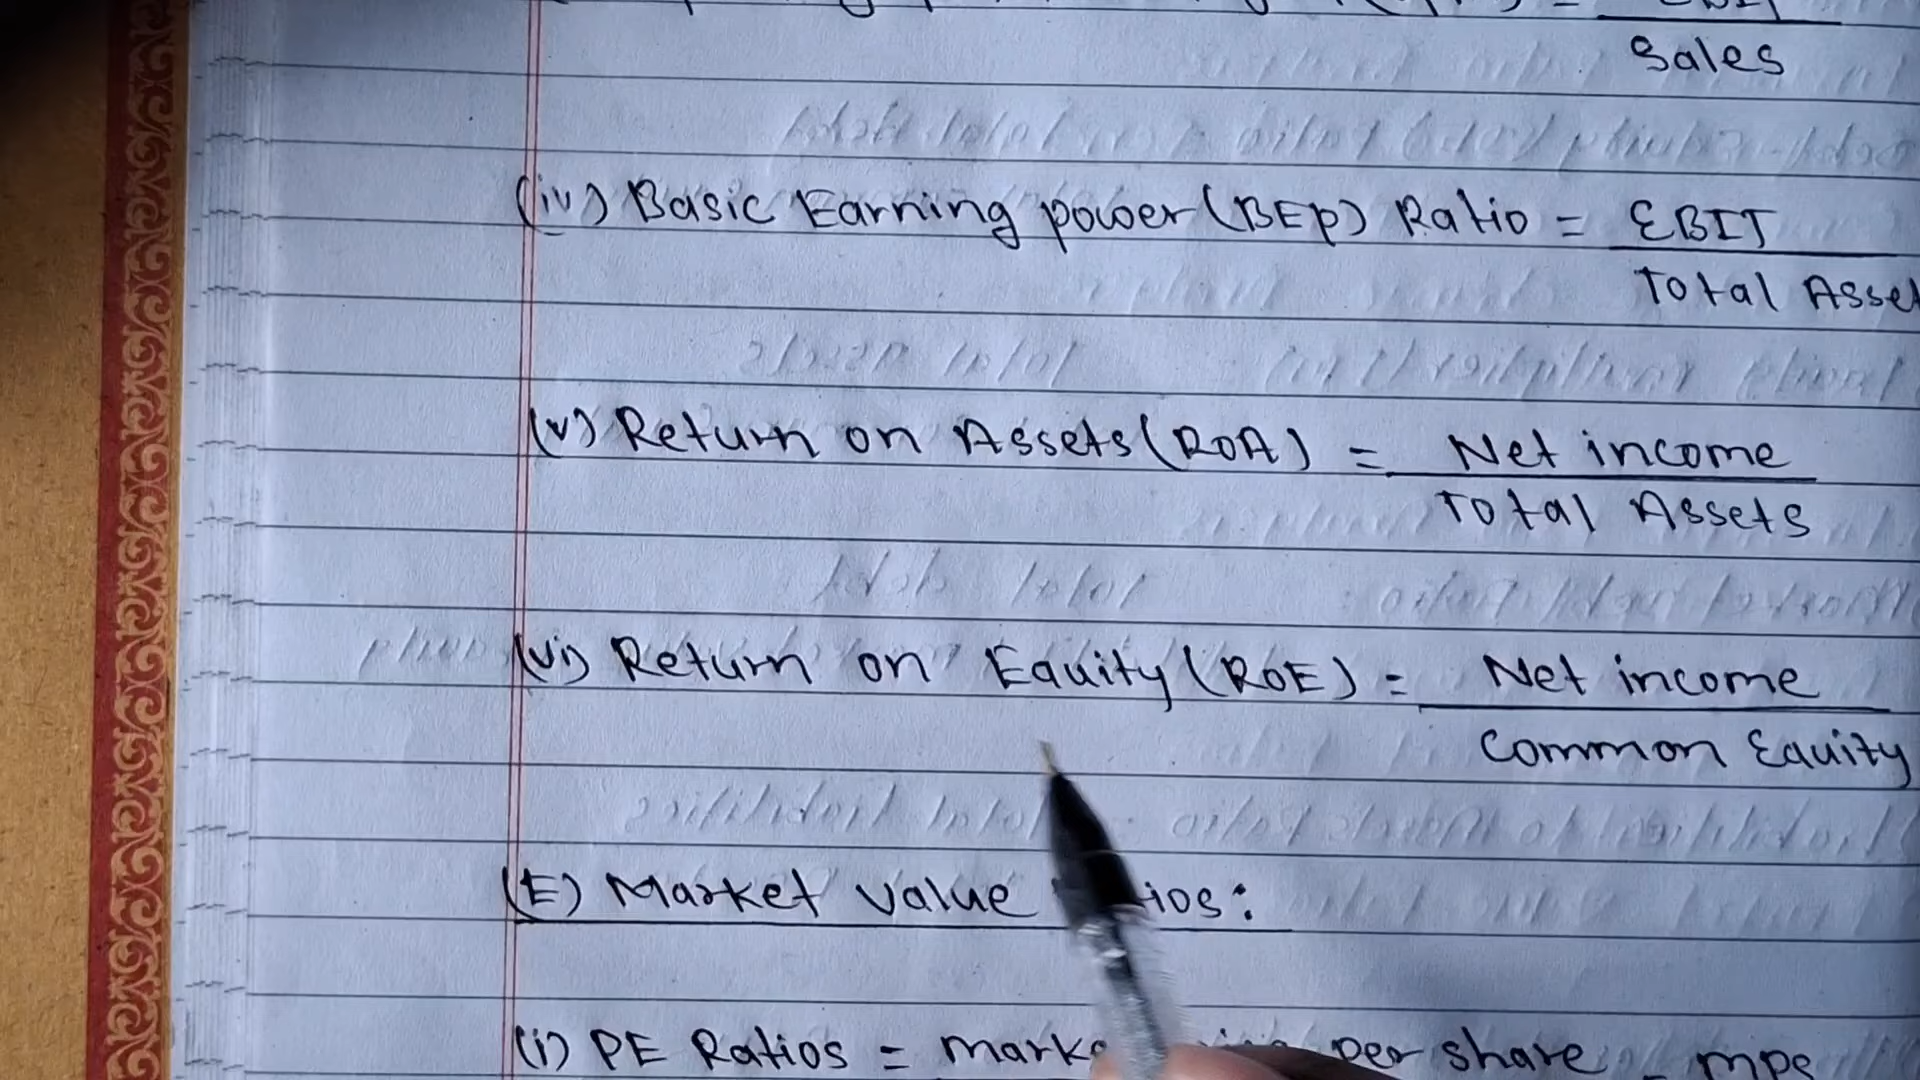 Sales
(iv) Basic Earning power (BEP) Ratio = EBIT
Total Asset
(v) Return on Assets (ROA) = Net income
Total Assets
(vi) Return on Equity (ROE) = Net income
Common Equity
(E) Market value
(i) PE Ratios = per share = mps